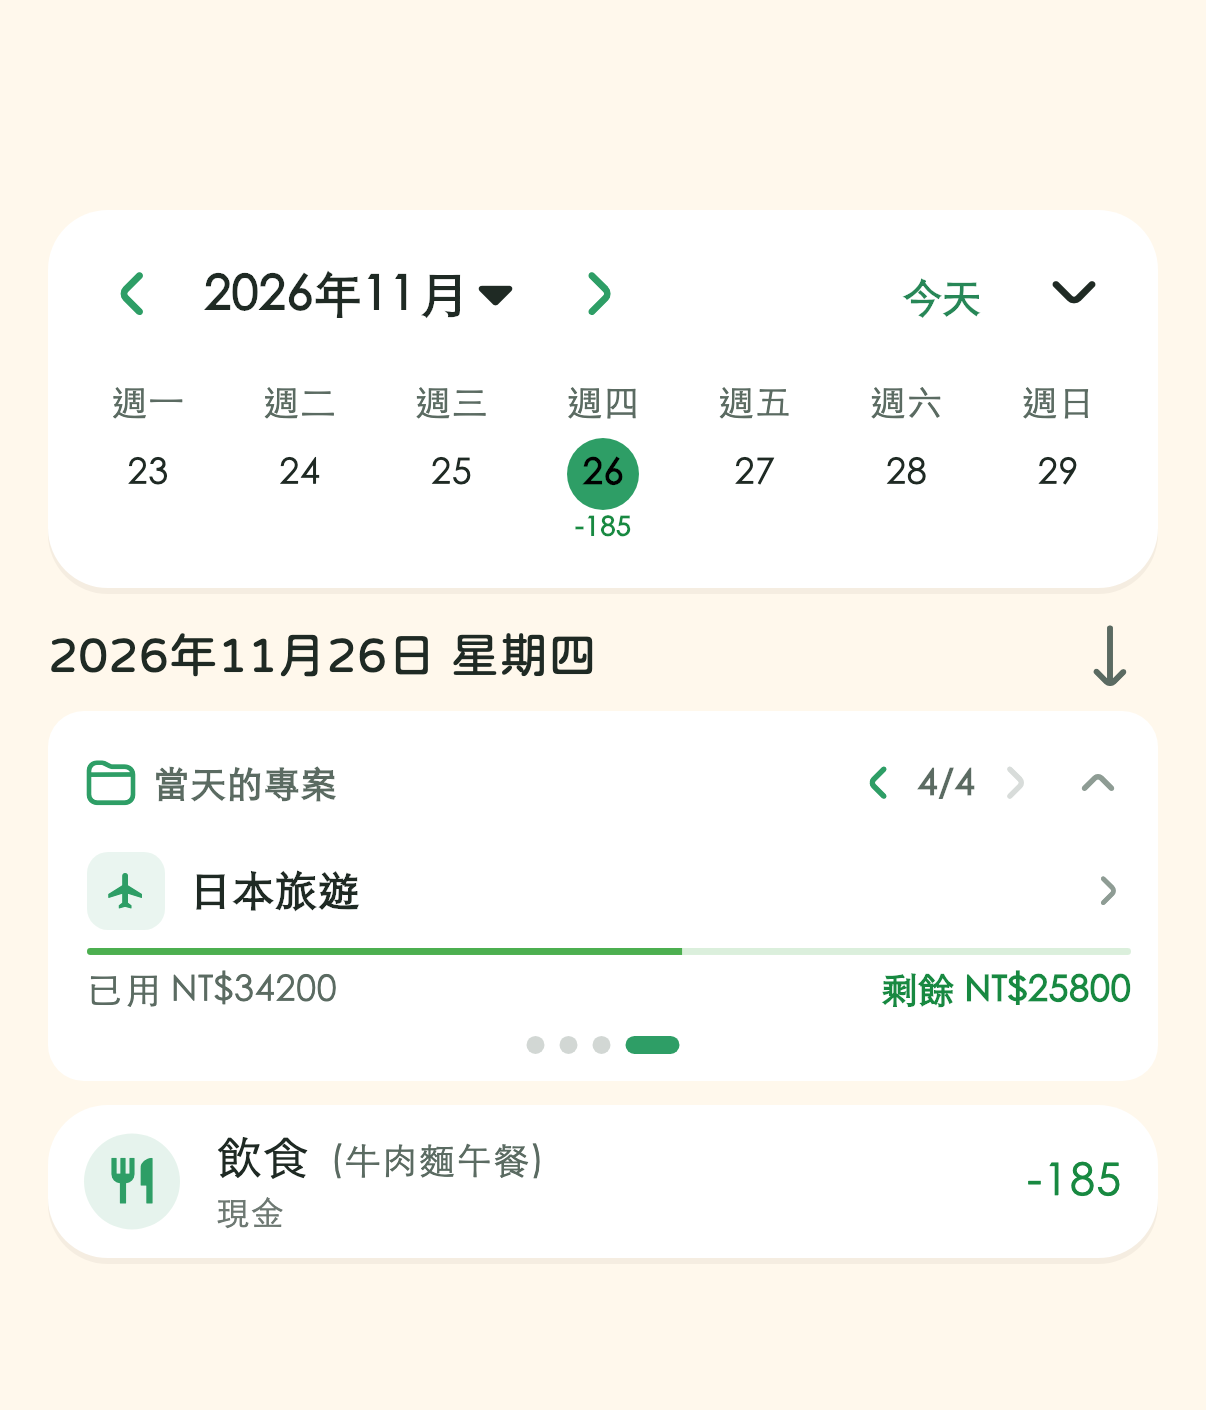 2026年11月 今天
週一 週二 週三 週四 週五 週六 週日
23 24 25 26 27 28 29
-185
2026年11月26日 星期四
當天的專案 4/4
日本旅遊
已用 NT$34200 剩餘 NT$25800
飲食 (牛肉麵午餐)
-185
現金